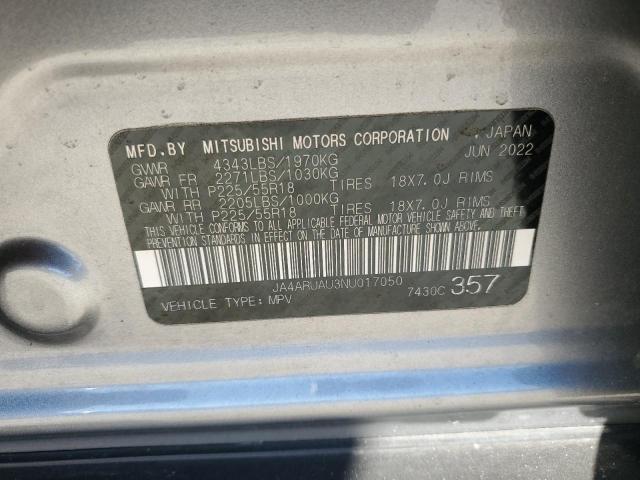 MFD.BY MITSUBISHI MOTORS CORPORATION , JAPAN
GVWR 4343LBS/1970KG JUN 2022
GAWR FR 2271LBS/1030KG
WITH P225/55R18 TIRES 18X7.0J RIMS
GAWR RR 2205LBS/1000KG
WITH P225/55R18 TIRES 18X7.0J RIMS
THIS VEHICLE CONFORMS TO ALL APPLICABLE FEDERAL MOTOR VEHICLE SAFETY AND THEFT
PREVENTION STANDARDS IN EFFECT ON THE DATE OF MANUFACTURE SHOWN ABOVE.
JA4ARUAU3NU017050
VEHICLE TYPE: MPV 7430C 357